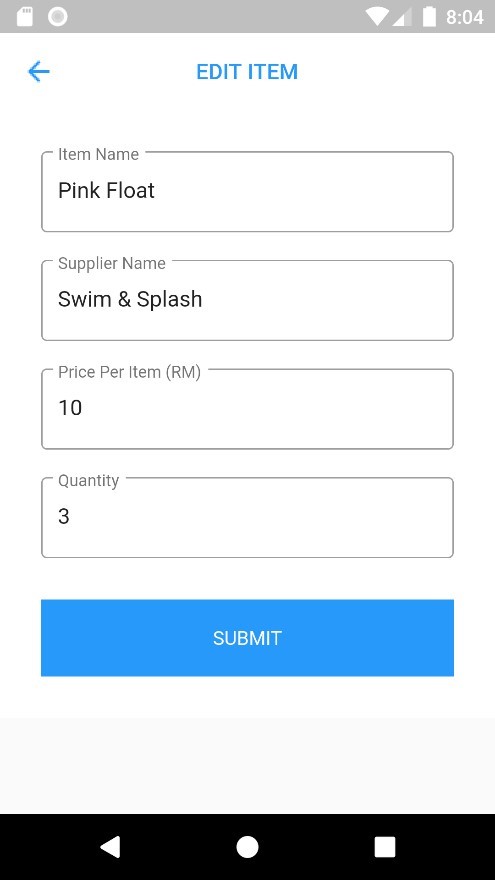 8:04
EDIT ITEM
Item Name
Pink Float
Supplier Name
Swim & Splash
Price Per Item (RM)
10
Quantity
3
SUBMIT